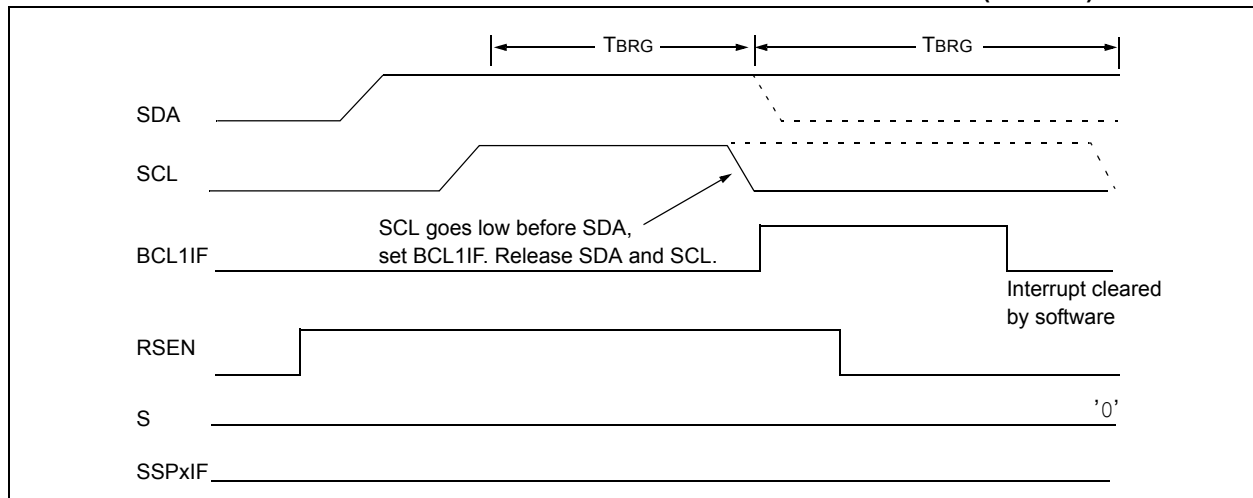 TBRG
TBRG
SDA
SCL
SCL goes low before SDA,
set BCL1IF. Release SDA and SCL.
BCL1IF
Interrupt cleared
by software
RSEN
S
'0'
SSPxIF